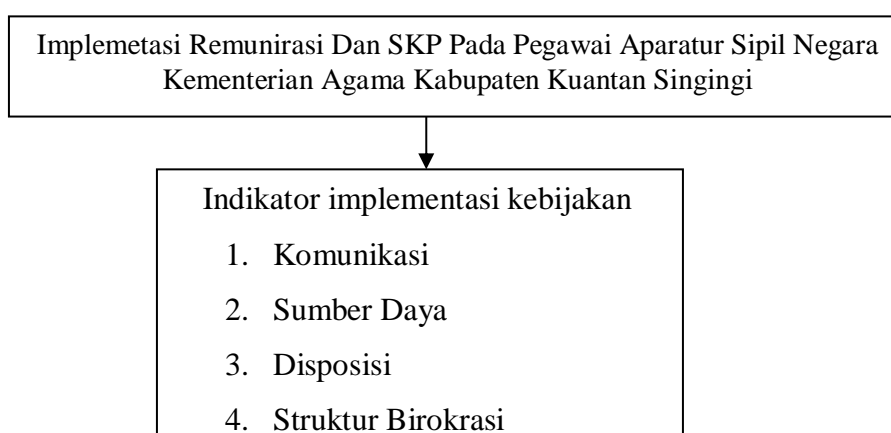 Implemetasi Remunirasi Dan SKP Pada Pegawai Aparatur Sipil Negara
Kementerian Agama Kabupaten Kuantan Singingi
Indikator implementasi kebijakan
1. Komunikasi
2. Sumber Daya
3. Disposisi
4. Struktur Birokrasi